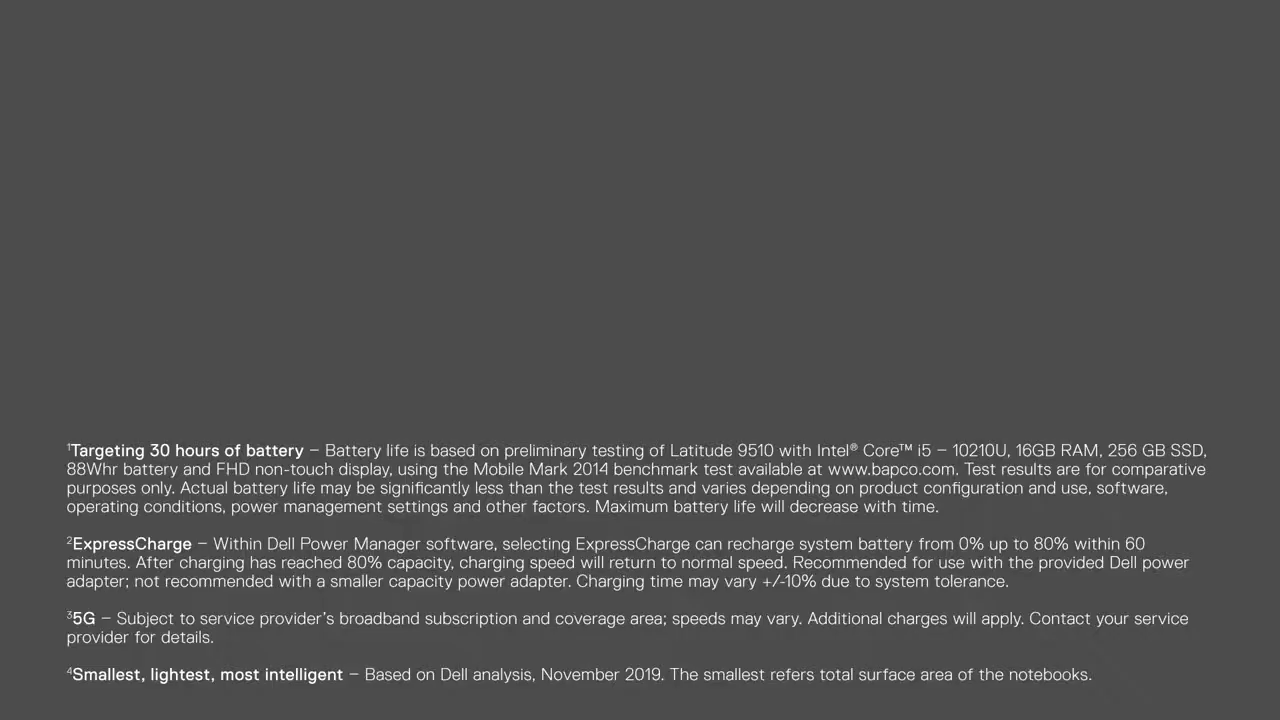 ¹Targeting 30 hours of battery – Battery life is based on preliminary testing of Latitude 9510 with Intel® Core™ i5 – 10210U, 16GB RAM, 256 GB SSD,
88Whr battery and FHD non-touch display, using the Mobile Mark 2014 benchmark test available at www.bapco.com. Test results are for comparative
purposes only. Actual battery life may be significantly less than the test results and varies depending on product configuration and use, software,
operating conditions, power management settings and other factors. Maximum battery life will decrease with time.
²ExpressCharge – Within Dell Power Manager software, selecting ExpressCharge can recharge system battery from 0% up to 80% within 60
minutes. After charging has reached 80% capacity, charging speed will return to normal speed. Recommended for use with the provided Dell power
adapter; not recommended with a smaller capacity power adapter. Charging time may vary +/-10% due to system tolerance.
³5G – Subject to service provider’s broadband subscription and coverage area; speeds may vary. Additional charges will apply. Contact your service
provider for details.
⁴Smallest, lightest, most intelligent – Based on Dell analysis, November 2019. The smallest refers total surface area of the notebooks.